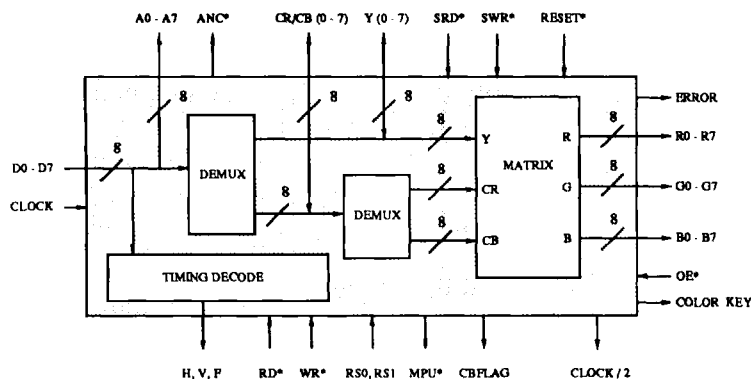 A0 - A7 ANC* CR/CB (0 - 7) Y (0 - 7) SRD* SWR* RESET*
8 8 8
ERROR
8 8
Y R R0 - R7
D0 - D7 8 DEMUX MATRIX
8 8
CR G G0 - G7
CLOCK 8 DEMUX
8 8
CB B B0 - B7
TIMING DECODE
OE*
COLOR KEY
H, V, F RD* WR* RS0, RS1 MPU* CBFLAG CLOCK / 2